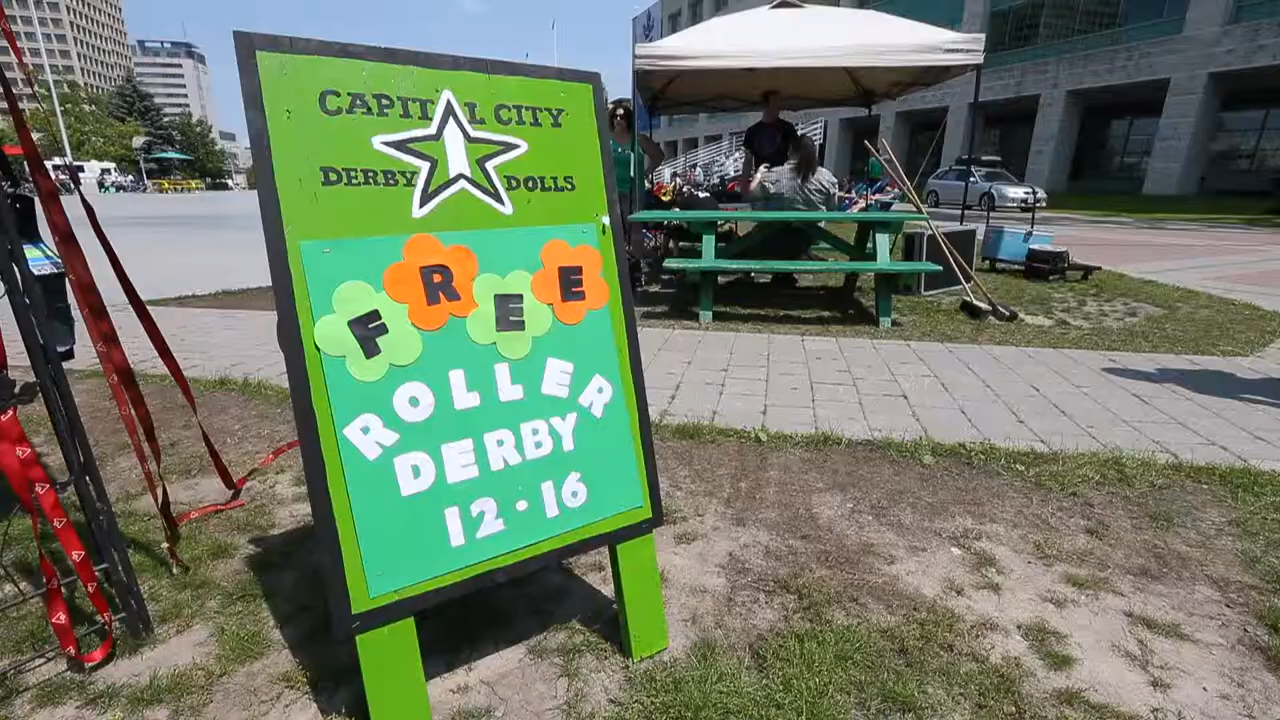 CAPITAL CITY
DERBY DOLLS
FREE
ROLLER
DERBY
12·16